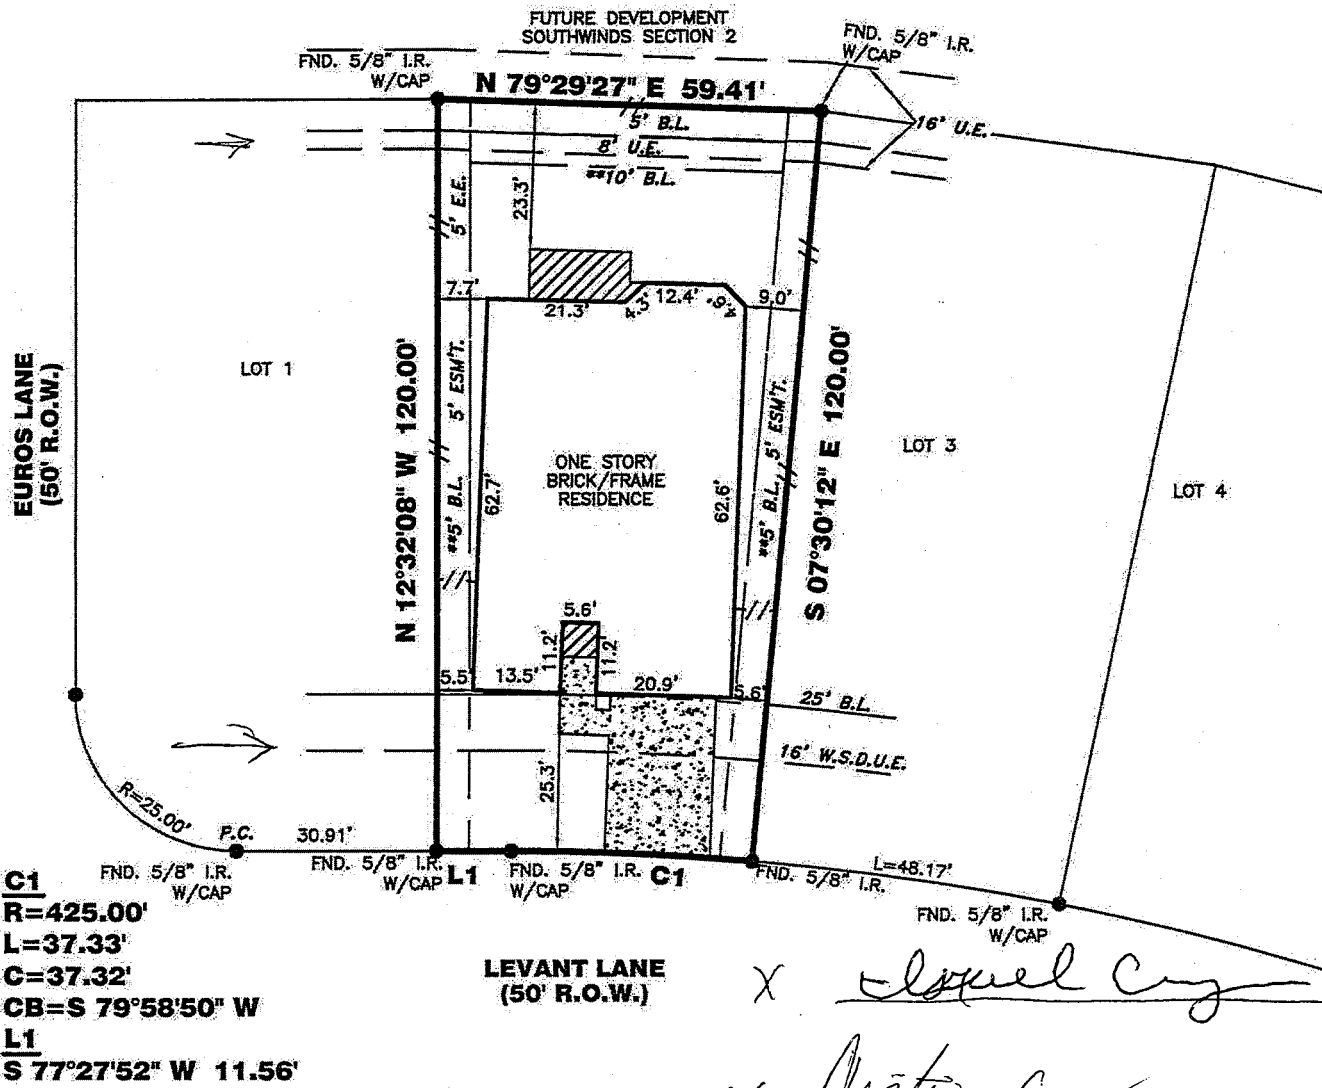 FUTURE DEVELOPMENT
SOUTHWINDS SECTION 2
FND. 5/8" I.R.
W/CAP
FND. 5/8" I.R.
W/CAP
N 79°29'27" E 59.41'
5' B.L.
16' U.E.
8' U.E.
**10' B.L.
5' E.E.
23.3'
7.7'
21.3'
4.3'
12.4'
9.0'
EUROS LANE
(50' R.O.W.)
LOT 1
N 12°32'08" W 120.00'
**5' B.L. 5' ESM'T.
62.7'
ONE STORY
BRICK/FRAME
RESIDENCE
62.6'
**5' B.L., 5' ESM'T.
S 07°30'12" E 120.00'
LOT 3
LOT 4
5.6'
11.2'
11.2'
5.5'
13.5'
20.9'
5.6'
25' B.L.
16' W.S.D.U.E.
25.3'
R=25.00'
P.C.
30.91'
FND. 5/8" I.R.
W/CAP
FND. 5/8" I.R.
W/CAP
L1
FND. 5/8" I.R.
W/CAP
C1
FND. 5/8" I.R.
L=48.17'
FND. 5/8" I.R.
W/CAP
C1
R=425.00'
L=37.33'
C=37.32'
CB=S 79°58'50" W
L1
S 77°27'52" W 11.56'
LEVANT LANE
(50' R.O.W.)
X